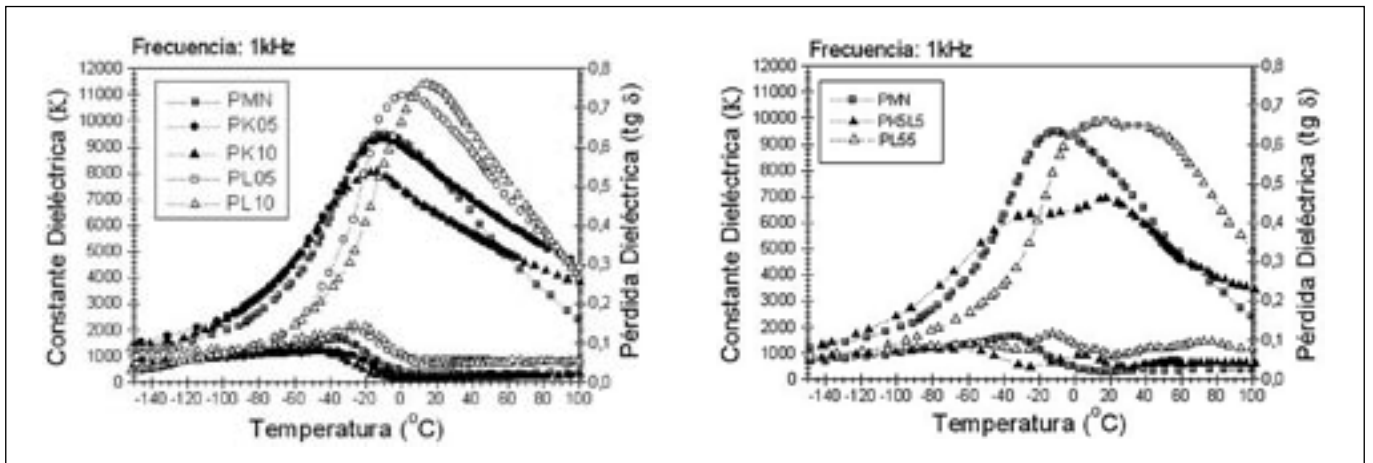 Frecuencia: 1kHz
Constante Dieléctrica (K)
12000
11000
10000
9000
8000
7000
6000
5000
4000
3000
2000
1000
0
PMN
PK05
PK10
PL05
PL10
0,8
0,7
0,6
0,5
0,4
0,3
0,2
0,1
0,0
Pérdida Dieléctrica (tg δ)
-140 -120 -100 -80 -60 -40 -20 0 20 40 60 80 100
Temperatura (°C)
Frecuencia: 1kHz
Constante Dieléctrica (K)
12000
11000
10000
9000
8000
7000
6000
5000
4000
3000
2000
1000
0
PMN
PK5L5
PL55
0,8
0,7
0,6
0,5
0,4
0,3
0,2
0,1
0,0
Pérdida Dieléctrica (tg δ)
-140 -120 -100 -80 -60 -40 -20 0 20 40 60 80 100
Temperatura (°C)